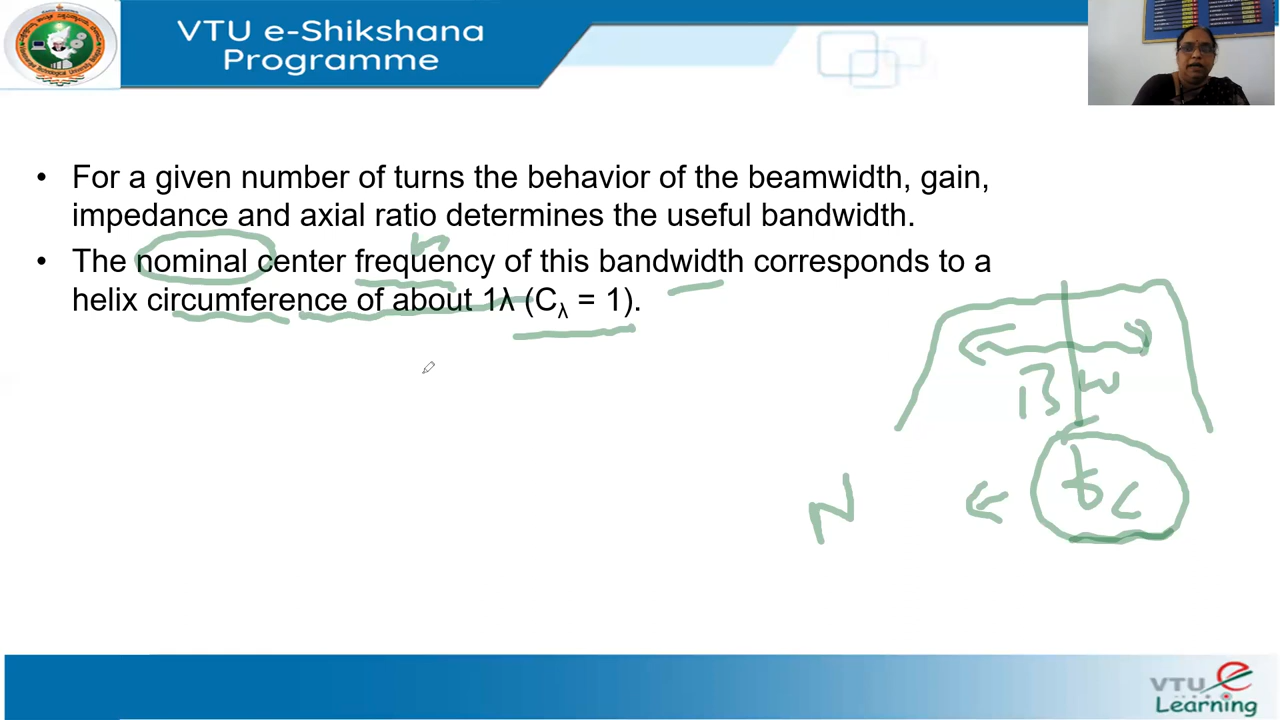 VTU e-Shikshana
Programme
• For a given number of turns the behavior of the beamwidth, gain,
impedance and axial ratio determines the useful bandwidth.
• The nominal center frequency of this bandwidth corresponds to a
helix circumference of about 1λ (Cλ = 1).
BW
fc
N
VTU e
Learning